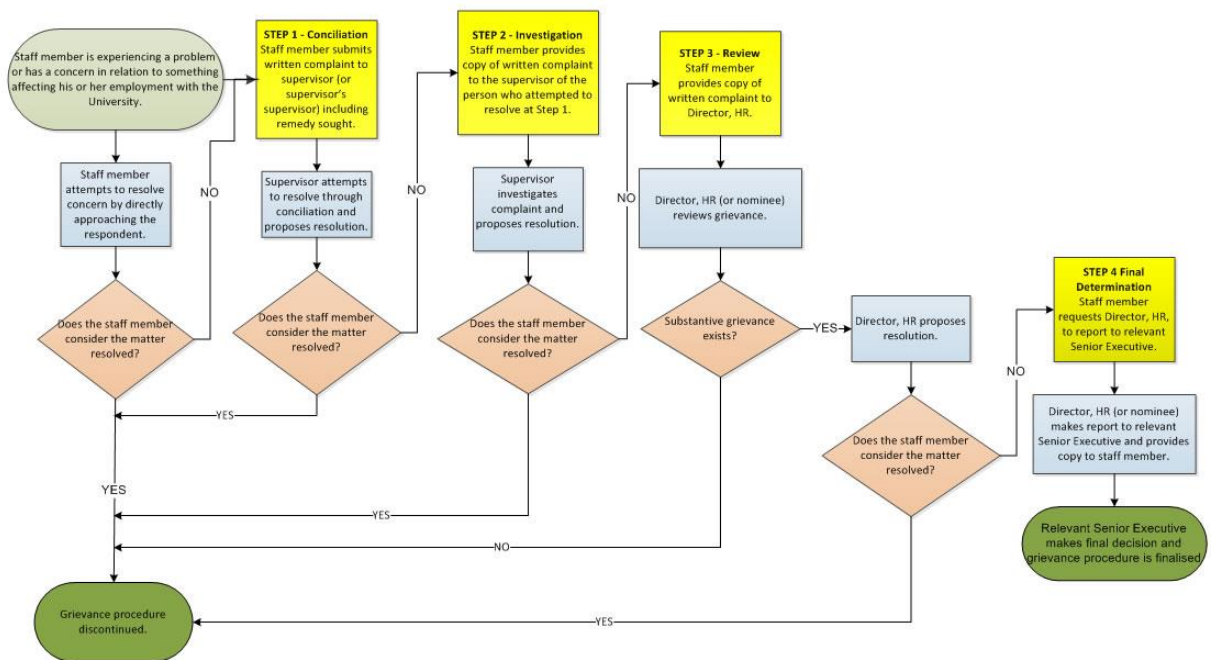 Staff member is experiencing a problem
or has a concern in relation to something
affecting his or her employment with the
University.
Staff member
attempts to resolve
concern by directly
approaching the
respondent.
Does the staff member
consider the matter
resolved?
NO
YES
STEP 1 - Conciliation
Staff member submits
written complaint to
supervisor (or
supervisor's
supervisor) including
remedy sought.
Supervisor attempts
to resolve through
conciliation and
proposes resolution.
Does the staff member
consider the matter
resolved?
NO
YES
STEP 2 - Investigation
Staff member provides
copy of written complaint
to the supervisor of the
person who attempted to
resolve at Step 1.
Supervisor
investigates
complaint and
proposes resolution.
Does the staff member
consider the matter
resolved?
NO
YES
STEP 3 - Review
Staff member
provides copy of
written complaint to
Director, HR.
Director, HR (or nominee)
reviews grievance.
Substantive grievance
exists?
YES
NO
Director, HR proposes
resolution.
Does the staff member
consider the matter
resolved?
NO
YES
STEP 4 Final
Determination
Staff member
requests Director, HR,
to report to relevant
Senior Executive.
Director, HR (or nominee)
makes report to relevant
Senior Executive and provides
copy to staff member.
Relevant Senior Executive
makes final decision and
grievance procedure is finalised
Grievance procedure
discontinued.